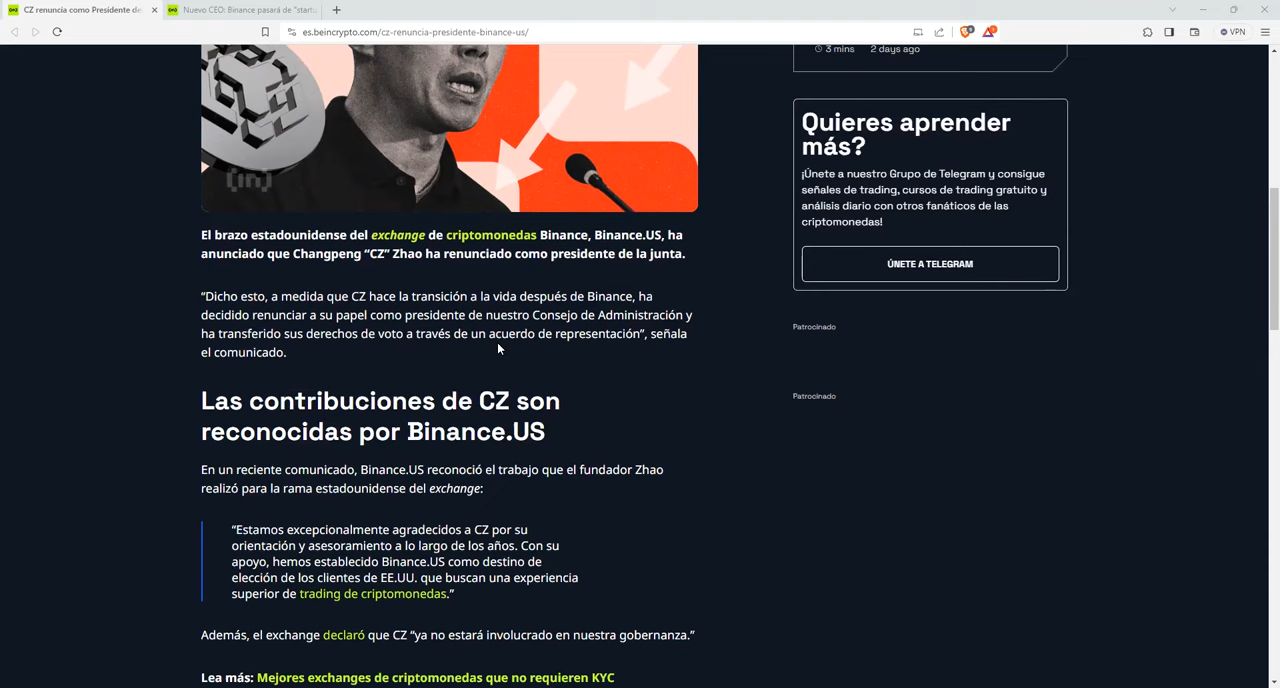 CZ renuncia como Presidente de
Nuevo CEO: Binance pasará de "startu
es.beincrypto.com/cz-renuncia-presidente-binance-us/
VPN
3 mins 2 days ago
Quieres aprender
más?
¡Únete a nuestro Grupo de Telegram y consigue
señales de trading, cursos de trading gratuito y
análisis diario con otros fanáticos de las
criptomonedas!
ÚNETE A TELEGRAM
Patrocinado
Patrocinado
El brazo estadounidense del exchange de criptomonedas Binance, Binance.US, ha
anunciado que Changpeng “CZ” Zhao ha renunciado como presidente de la junta.
“Dicho esto, a medida que CZ hace la transición a la vida después de Binance, ha
decidido renunciar a su papel como presidente de nuestro Consejo de Administración y
ha transferido sus derechos de voto a través de un acuerdo de representación”, señala
el comunicado.
Las contribuciones de CZ son
reconocidas por Binance.US
En un reciente comunicado, Binance.US reconoció el trabajo que el fundador Zhao
realizó para la rama estadounidense del exchange:
“Estamos excepcionalmente agradecidos a CZ por su
orientación y asesoramiento a lo largo de los años. Con su
apoyo, hemos establecido Binance.US como destino de
elección de los clientes de EE.UU. que buscan una experiencia
superior de trading de criptomonedas.”
Además, el exchange declaró que CZ “ya no estará involucrado en nuestra gobernanza.”
Lea más: Mejores exchanges de criptomonedas que no requieren KYC